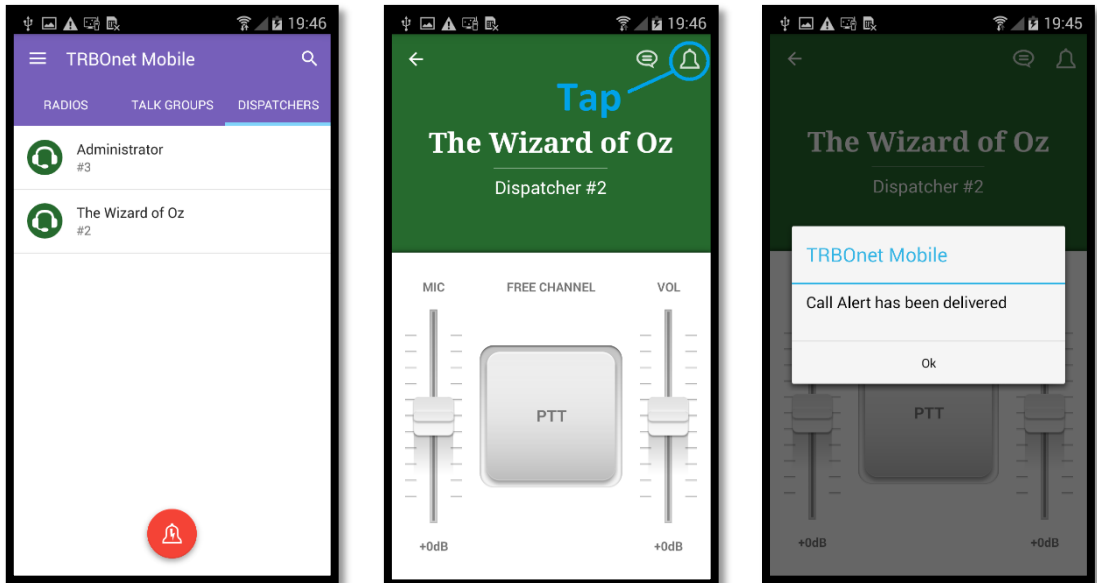 19:46
TRBOnet Mobile
RADIOS TALK GROUPS DISPATCHERS
Administrator
#3
The Wizard of Oz
#2
19:46
Tap
The Wizard of Oz
Dispatcher #2
MIC FREE CHANNEL VOL
PTT
+0dB +0dB
19:45
The Wizard of Oz
Dispatcher #2
TRBOnet Mobile
Call Alert has been delivered
Ok
PTT
+0dB +0dB